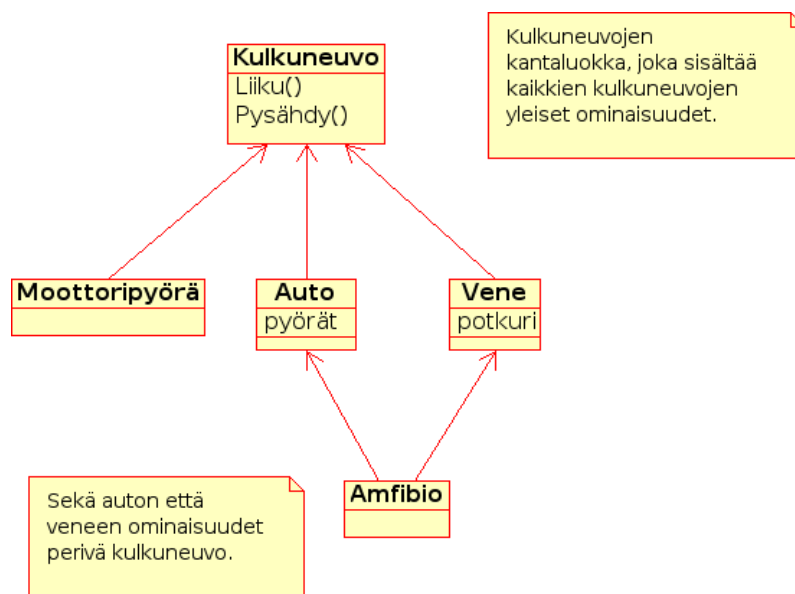 Kulkuneuvo
Liiku()
Pysähdy()
Kulkuneuvojen
kantaluokka, joka sisältää
kaikkien kulkuneuvojen
yleiset ominaisuudet.
Moottoripyörä
Auto
pyörät
Vene
potkuri
Amfibio
Sekä auton että
veneen ominaisuudet
perivä kulkuneuvo.